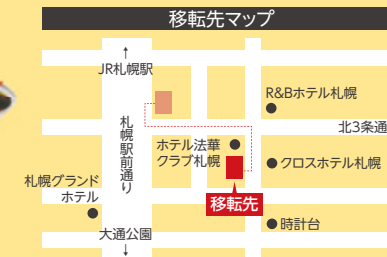 移転先マップ
↑
JR札幌駅
R&Bホテル札幌
北3条通
札幌駅前通り
ホテル法華
クラブ札幌
クロスホテル札幌
札幌グランド
ホテル
移転先
時計台
大通公園
↓